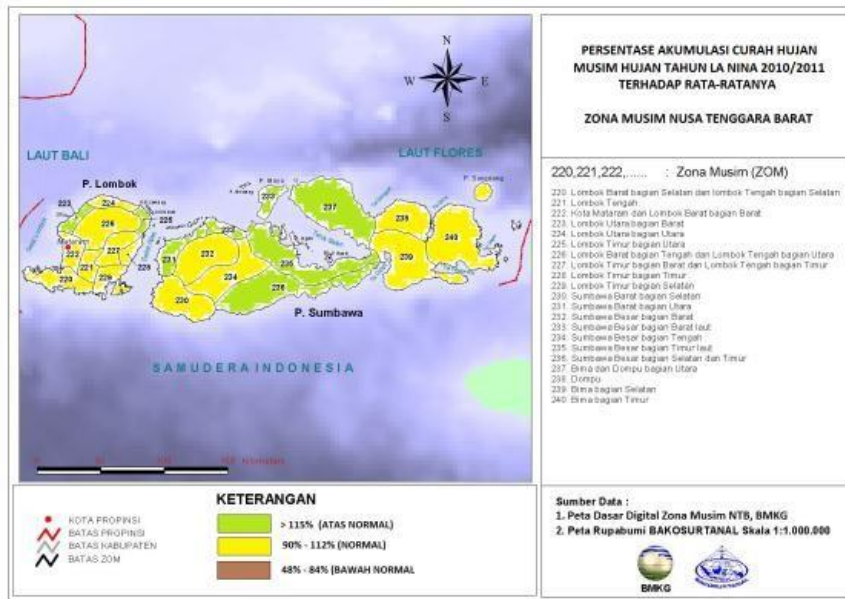 PERSENTASE AKUMULASI CURAH HUJAN
MUSIM HUJAN TAHUN LA NINA 2010/2011
TERHADAP RATA-RATANYA
ZONA MUSIM NUSA TENGGARA BARAT
N
W
E
S
LAUT BALI
LAUT FLORES
P. Lombok
P. Sumbawa
SAMUDERA INDONESIA
Mataram
223
224
226
222
221
227
220
228
233
232
231
234
230
235
236
233
237
238
239
240
220,221,222,...... : Zona Musim (ZOM)
220 Lombok Barat bagian Selatan dan lombok Tengah bagian Selatan
221 Lombok Tengah
222 Kota Mataram dan Lombok Barat bagian Barat
223 Lombok Utara bagian Barat
224 Lombok Utara bagian Utara
225 Lombok Timur bagian Utara
226 Lombok Barat bagian Tengah dan Lombok Tengah bagian Utara
227 Lombok Timur bagian Barat dan Lombok Tengah bagian Timur
228 Lombok Timur bagian Timur
229 Lombok Timur bagian Selatan
230 Sumbawa Barat bagian Selatan
231 Sumbawa Barat bagian Utara
232 Sumbawa Besar bagian Barat
233 Sumbawa Besar bagian Barat laut
234 Sumbawa Besar bagian Tengah
235 Sumbawa Besar bagian Timur laut
236 Sumbawa Besar bagian Selatan dan Timur
237 Bima dan Dompu bagian Utara
238 Dompu
239 Bima bagian Selatan
240 Bima bagian Timur
KOTA PROPINSI
BATAS PROPINSI
BATAS KABUPATEN
BATAS ZOM
KETERANGAN
> 115% (ATAS NORMAL)
90% - 112% (NORMAL)
48% - 84% (BAWAH NORMAL
Sumber Data :
1. Peta Dasar Digital Zona Musim NTB, BMKG
2. Peta Rupabumi BAKOSURTANAL Skala 1:1.000.000
BMKG